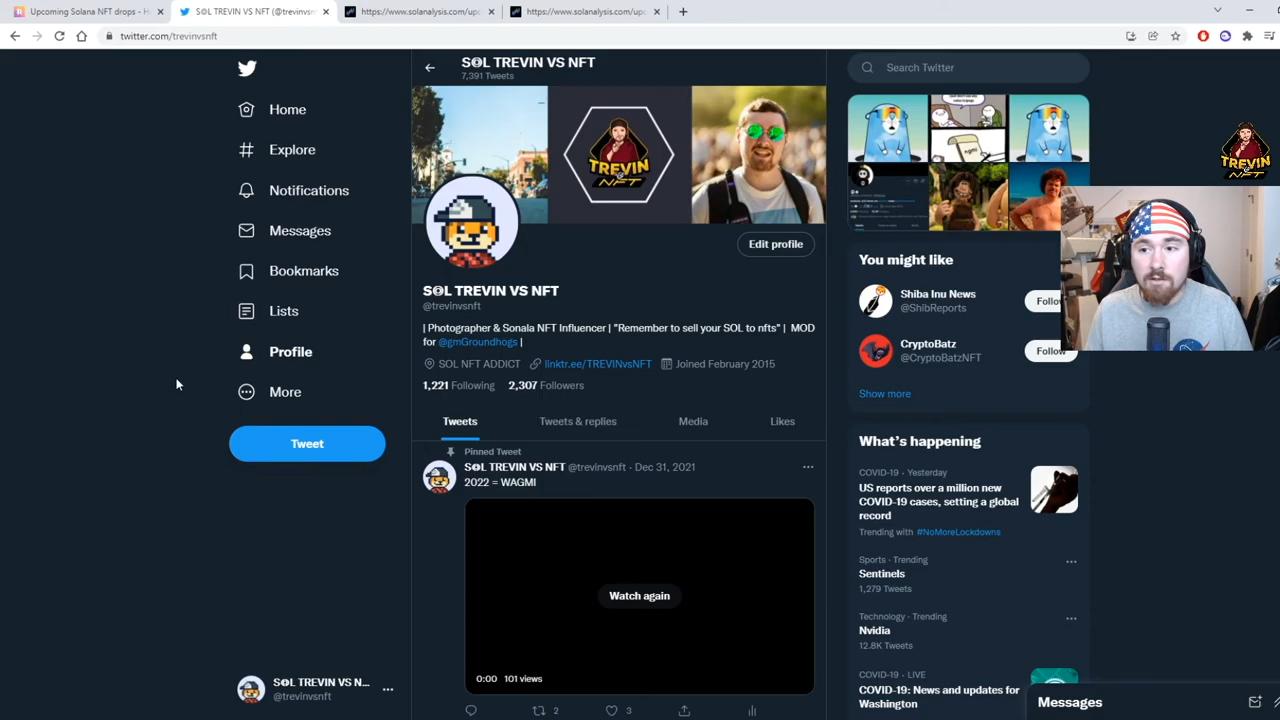 Upcoming Solana NFT drops - H
S◎L TREVIN VS NFT (@trevinvsn
https://www.solanalysis.com/upc
https://www.solanalysis.com/upc
twitter.com/trevinvsnft
S◎L TREVIN VS NFT
7,391 Tweets
Search Twitter
Home
Explore
Notifications
Messages
Bookmarks
Lists
Profile
More
Tweet
TREVIN
NFT
Edit profile
S◎L TREVIN VS NFT
@trevinvsnft
| Photographer & Sonala NFT Influencer | "Remember to sell your SOL to nfts" | MOD
for @gmGroundhogs |
SOL NFT ADDICT linktr.ee/TREVINvsNFT Joined February 2015
1,221 Following 2,307 Followers
Tweets Tweets & replies Media Likes
Pinned Tweet
S◎L TREVIN VS NFT @trevinvsnft · Dec 31, 2021
2022 = WAGMI
Watch again
0:00 101 views
2 3
ngmi
TREVIN
NFT
You might like
Shiba Inu News
@ShibReports
Follow
CryptoBatz
@CryptoBatzNFT
Follow
Show more
What's happening
COVID-19 · Yesterday
US reports over a million new
COVID-19 cases, setting a global
record
Trending with #NoMoreLockdowns
Sports · Trending
Sentinels
1,279 Tweets
Technology · Trending
Nvidia
12.8K Tweets
COVID-19 · LIVE
COVID-19: News and updates for
Washington
Messages
S◎L TREVIN VS N...
@trevinvsnft